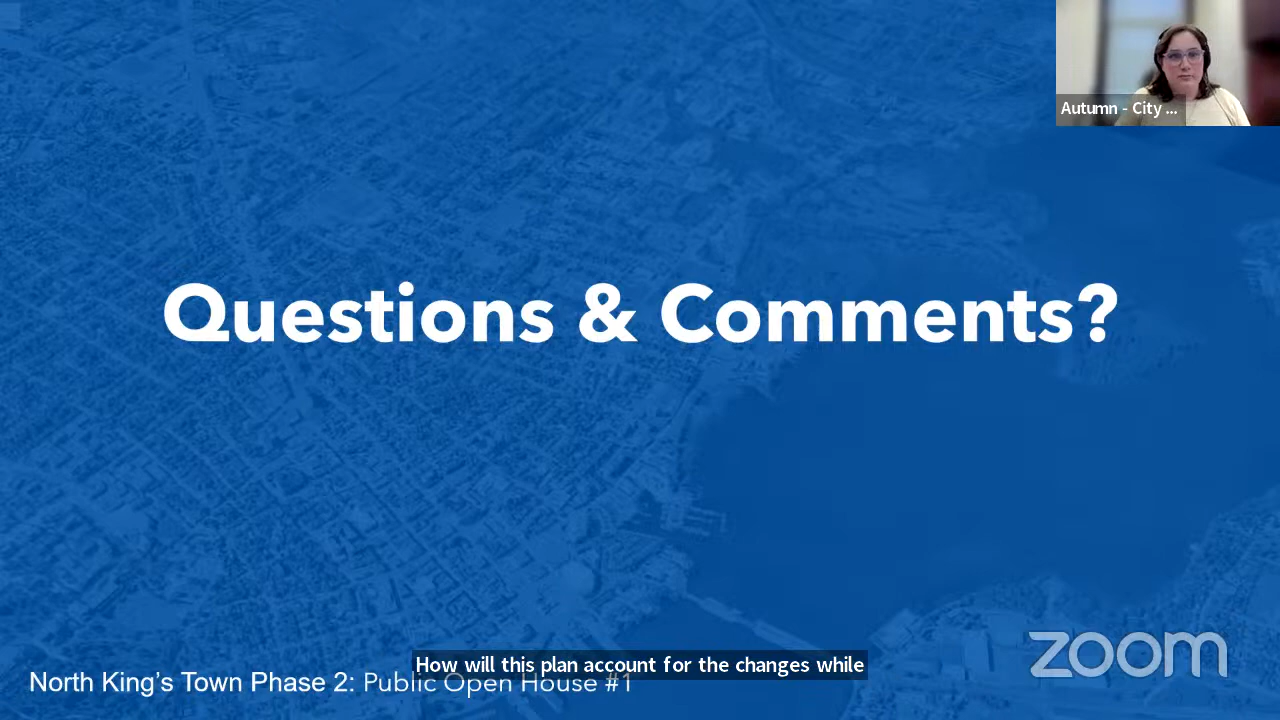 Autumn - City ...
Questions & Comments?
How will this plan account for the changes while
North King's Town Phase 2: Public Open House #1
zoom